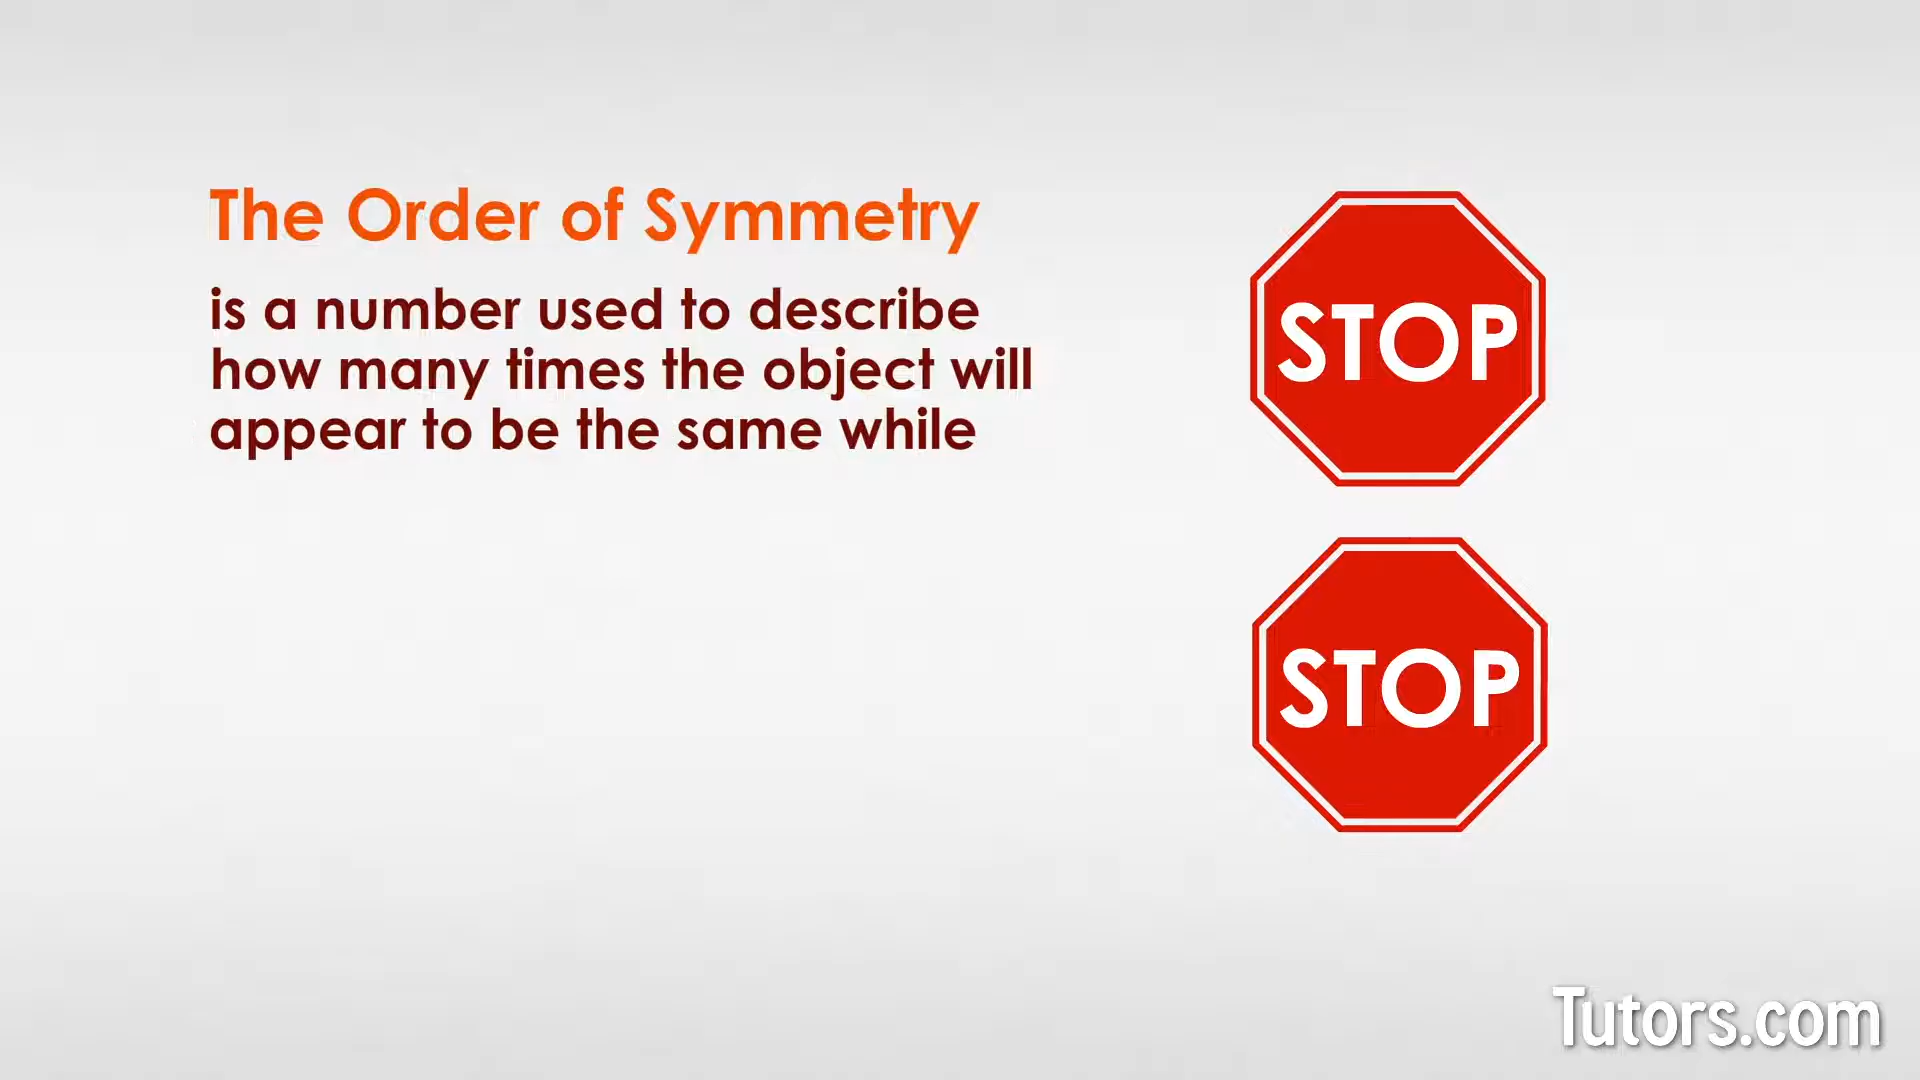 The Order of Symmetry
is a number used to describe
how many times the object will
appear to be the same while
STOP
STOP
Tutors.com